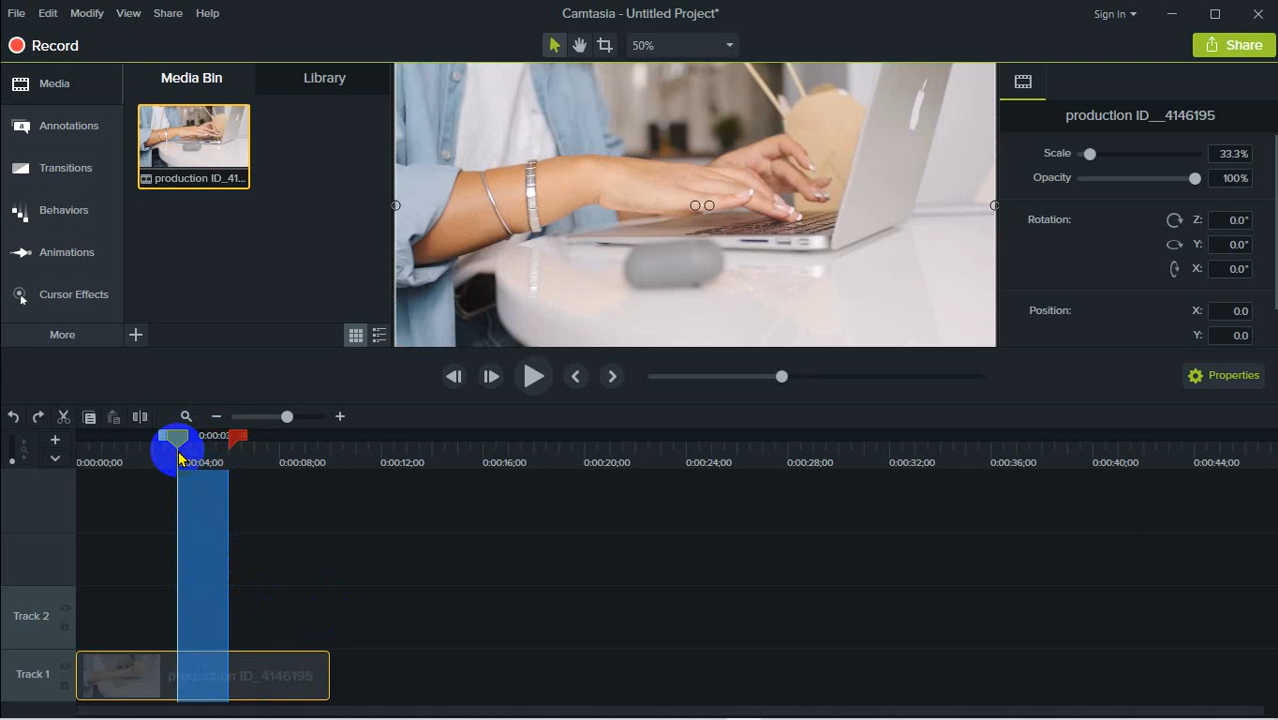 File Edit Modify View Share Help
Camtasia - Untitled Project*
Sign In
Record
50%
Share
Media
Annotations
Transitions
Behaviors
Animations
Cursor Effects
More
Media Bin
Library
production ID_41...
production ID__4146195
Scale 33.3%
Opacity 100%
Rotation: Z: 0.0°
Y: 0.0°
X: 0.0°
Position: X: 0.0
Y: 0.0
Properties
0:00:03
0:00:00;00 04;00 0:00:08;00 0:00:12;00 0:00:16;00 0:00:20;00 0:00:24;00 0:00:28;00 0:00:32;00 0:00:36;00 0:00:40;00 0:00:44;00
Track 2
Track 1
production ID_4146195